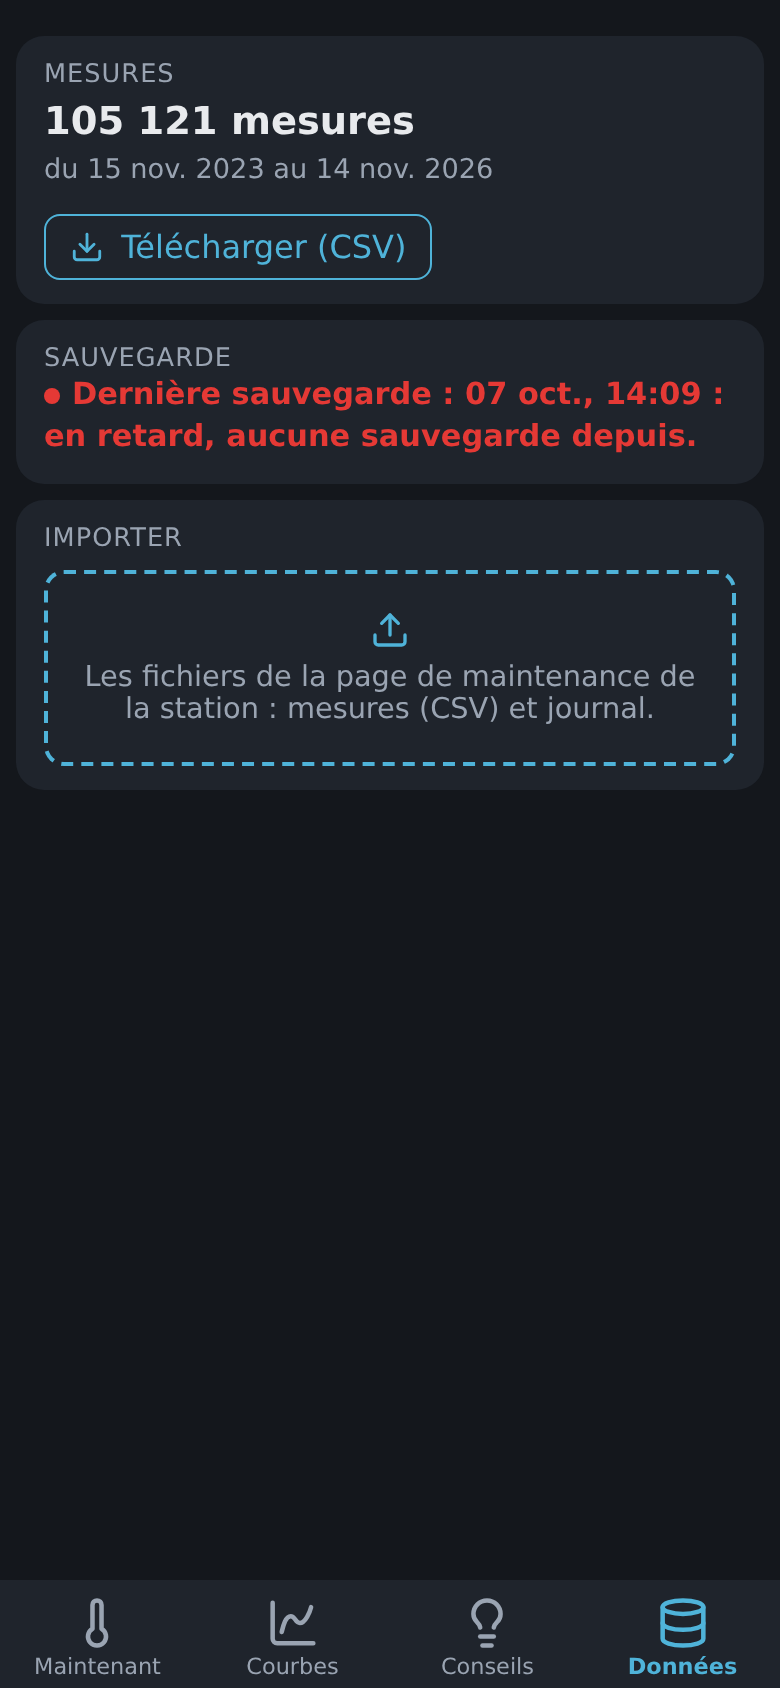 MESURES
105 121 mesures
du 15 nov. 2023 au 14 nov. 2026
Télécharger (CSV)
SAUVEGARDE
Dernière sauvegarde : 07 oct., 14:09 :
en retard, aucune sauvegarde depuis.
IMPORTER
Les fichiers de la page de maintenance de
la station : mesures (CSV) et journal.
Maintenant
Courbes
Conseils
Données